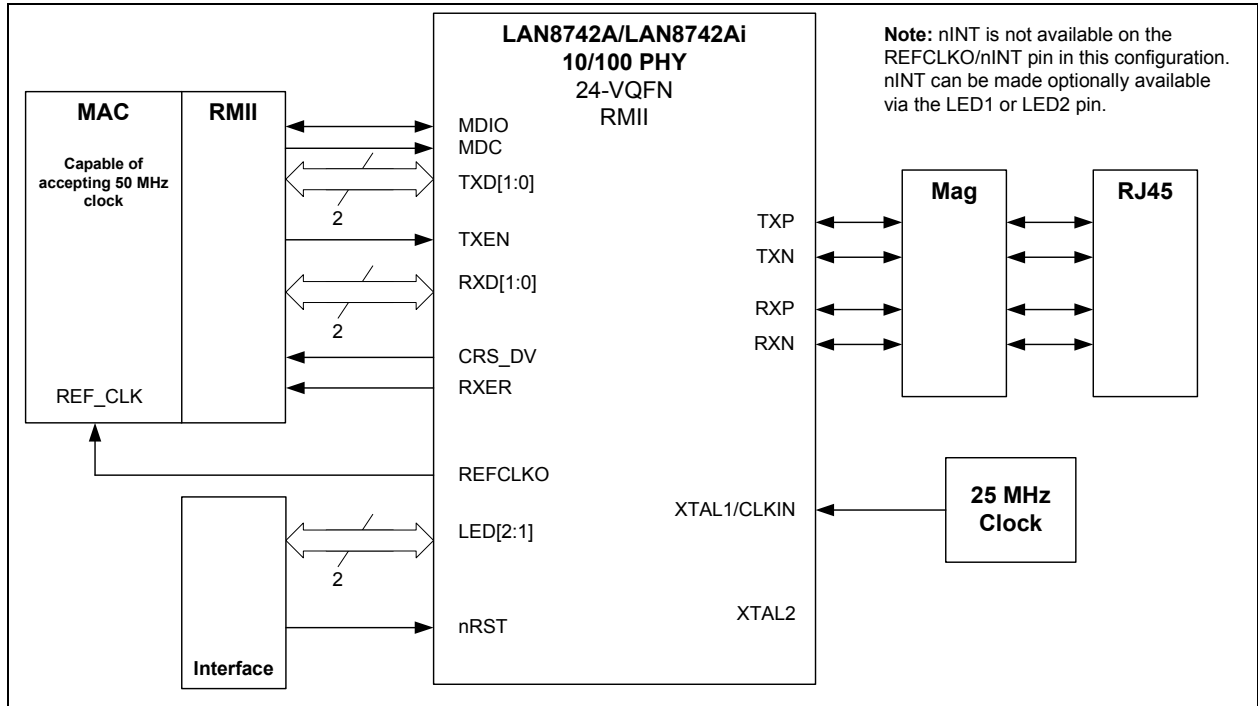 LAN8742A/LAN8742Ai
10/100 PHY
24-VQFN
RMII
Note: nINT is not available on the
REFCLKO/nINT pin in this configuration.
nINT can be made optionally available
via the LED1 or LED2 pin.
MAC
RMII
Capable of
accepting 50 MHz
clock
REF_CLK
MDIO
MDC
TXD[1:0]
2
TXEN
RXD[1:0]
2
CRS_DV
RXER
REFCLKO
LED[2:1]
2
nRST
Interface
TXP
TXN
RXP
RXN
Mag
RJ45
XTAL1/CLKIN
25 MHz
Clock
XTAL2